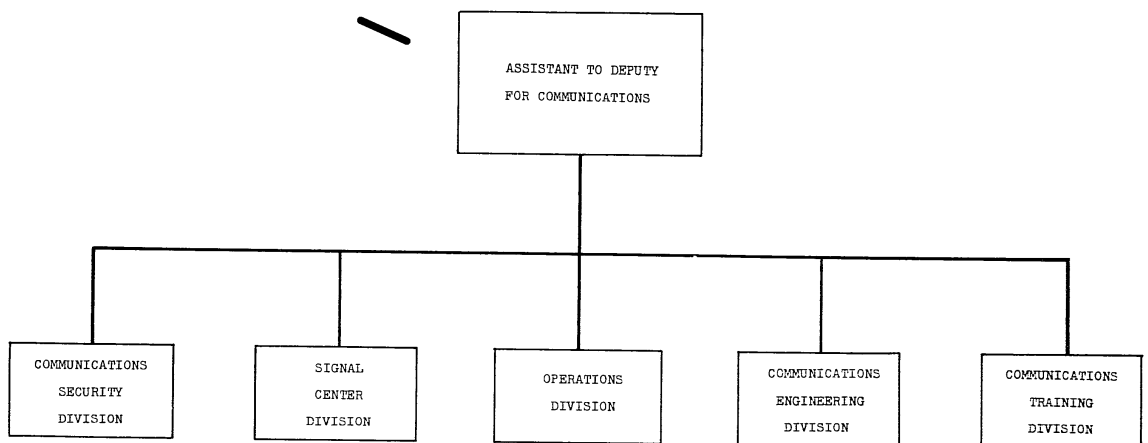 ASSISTANT TO DEPUTY
FOR COMMUNICATIONS
COMMUNICATIONS
SECURITY
DIVISION
SIGNAL
CENTER
DIVISION
OPERATIONS
DIVISION
COMMUNICATIONS
ENGINEERING
DIVISION
COMMUNICATIONS
TRAINING
DIVISION